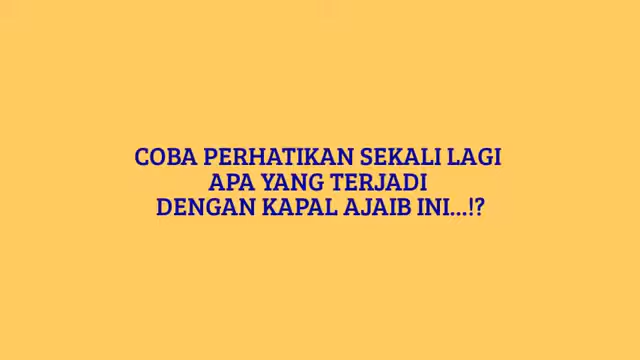 COBA PERHATIKAN SEKALI LAGI
APA YANG TERJADI
DENGAN KAPAL AJAIB INI...!?